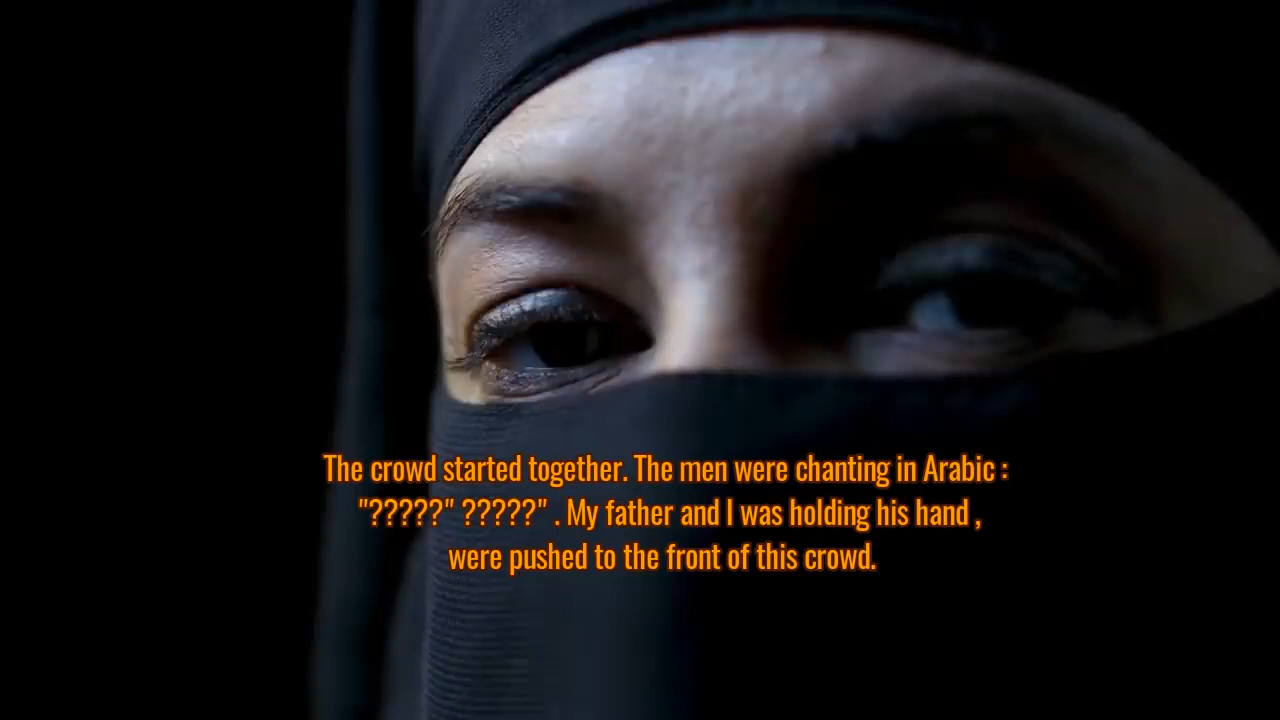 The crowd started together. The men were chanting in Arabic :
"?????" ?????" . My father and I was holding his hand ,
were pushed to the front of this crowd.